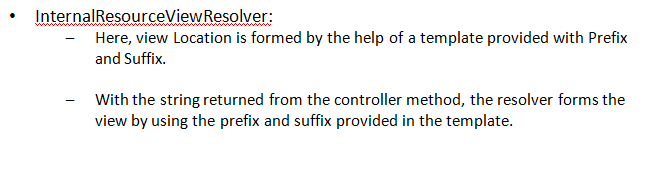 • InternalResourceViewResolver:
– Here, view Location is formed by the help of a template provided with Prefix
and Suffix.
– With the string returned from the controller method, the resolver forms the
view by using the prefix and suffix provided in the template.